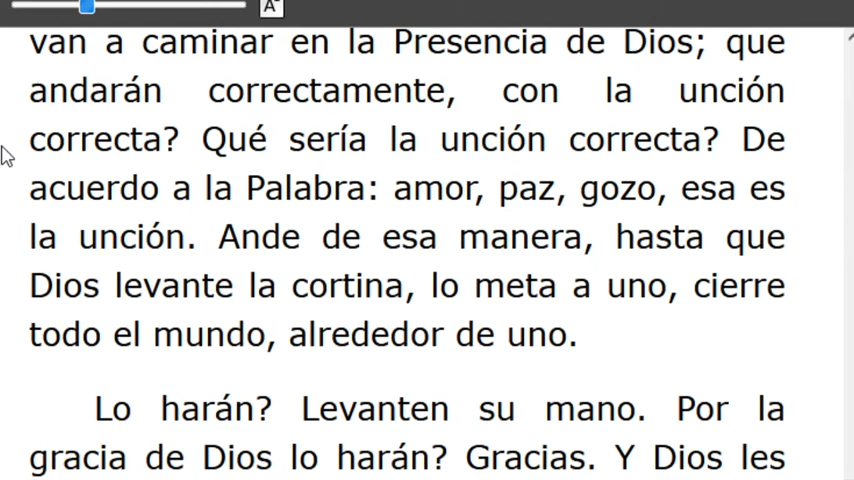 A
van a caminar en la Presencia de Dios; que
andarán correctamente, con la unción
correcta? Qué sería la unción correcta? De
acuerdo a la Palabra: amor, paz, gozo, esa es
la unción. Ande de esa manera, hasta que
Dios levante la cortina, lo meta a uno, cierre
todo el mundo, alrededor de uno.
Lo harán? Levanten su mano. Por la
gracia de Dios lo harán? Gracias. Y Dios les